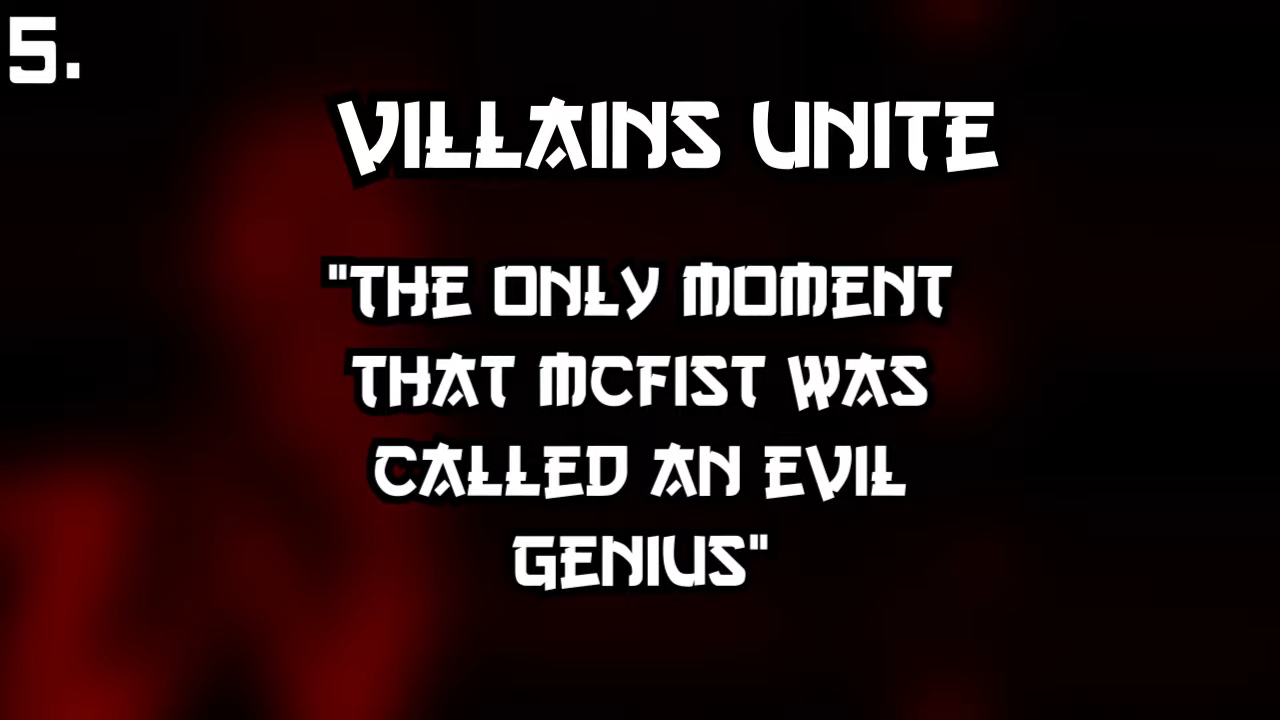 5.
VILLAINS UNITE
"THE ONLY MOMENT
THAT MCFIST WAS
CALLED AN EVIL
GENIUS"